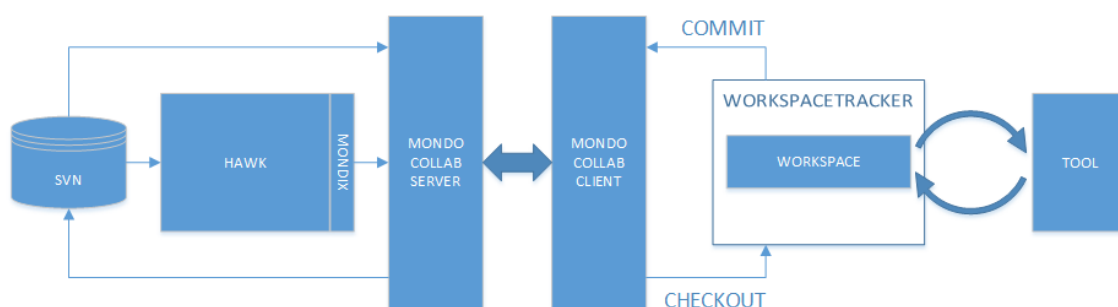 SVN
HAWK
MONDIX
MONDO
COLLAB
SERVER
MONDO
COLLAB
CLIENT
COMMIT
WORKSPACETRACKER
WORKSPACE
CHECKOUT
TOOL